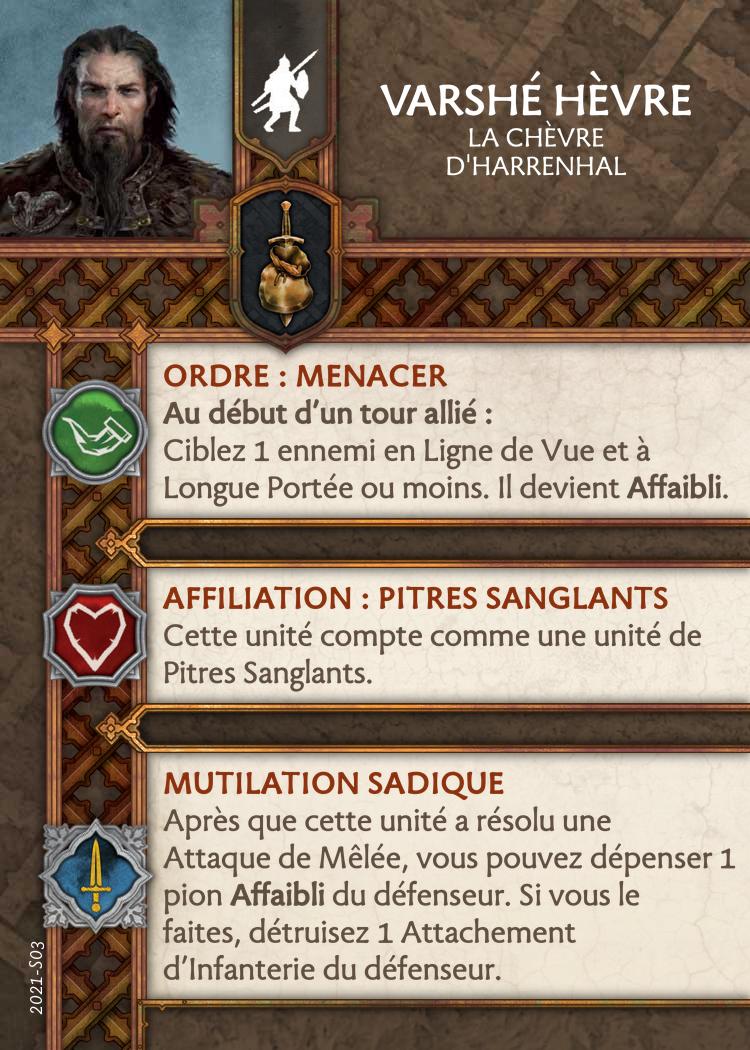 VARSHÉ HÈVRE
LA CHÈVRE
D'HARRENHAL
ORDRE : MENACER
Au début d’un tour allié :
Ciblez 1 ennemi en Ligne de Vue et à
Longue Portée ou moins. Il devient Affaibli.
AFFILIATION : PITRES SANGLANTS
Cette unité compte comme une unité de
Pitres Sanglants.
MUTILATION SADIQUE
Après que cette unité a résolu une
Attaque de Mêlée, vous pouvez dépenser 1
pion Affaibli du défenseur. Si vous le
faites, détruisez 1 Attachement
d’Infanterie du défenseur.
2021-S03